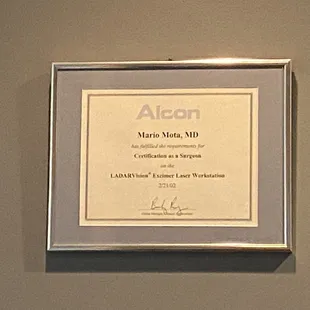 Alcon
Mario Mota, MD
has fulfilled the requirements for
Certification as a Surgeon
on the
LADARVision® Excimer Laser Workstation
2/21/02